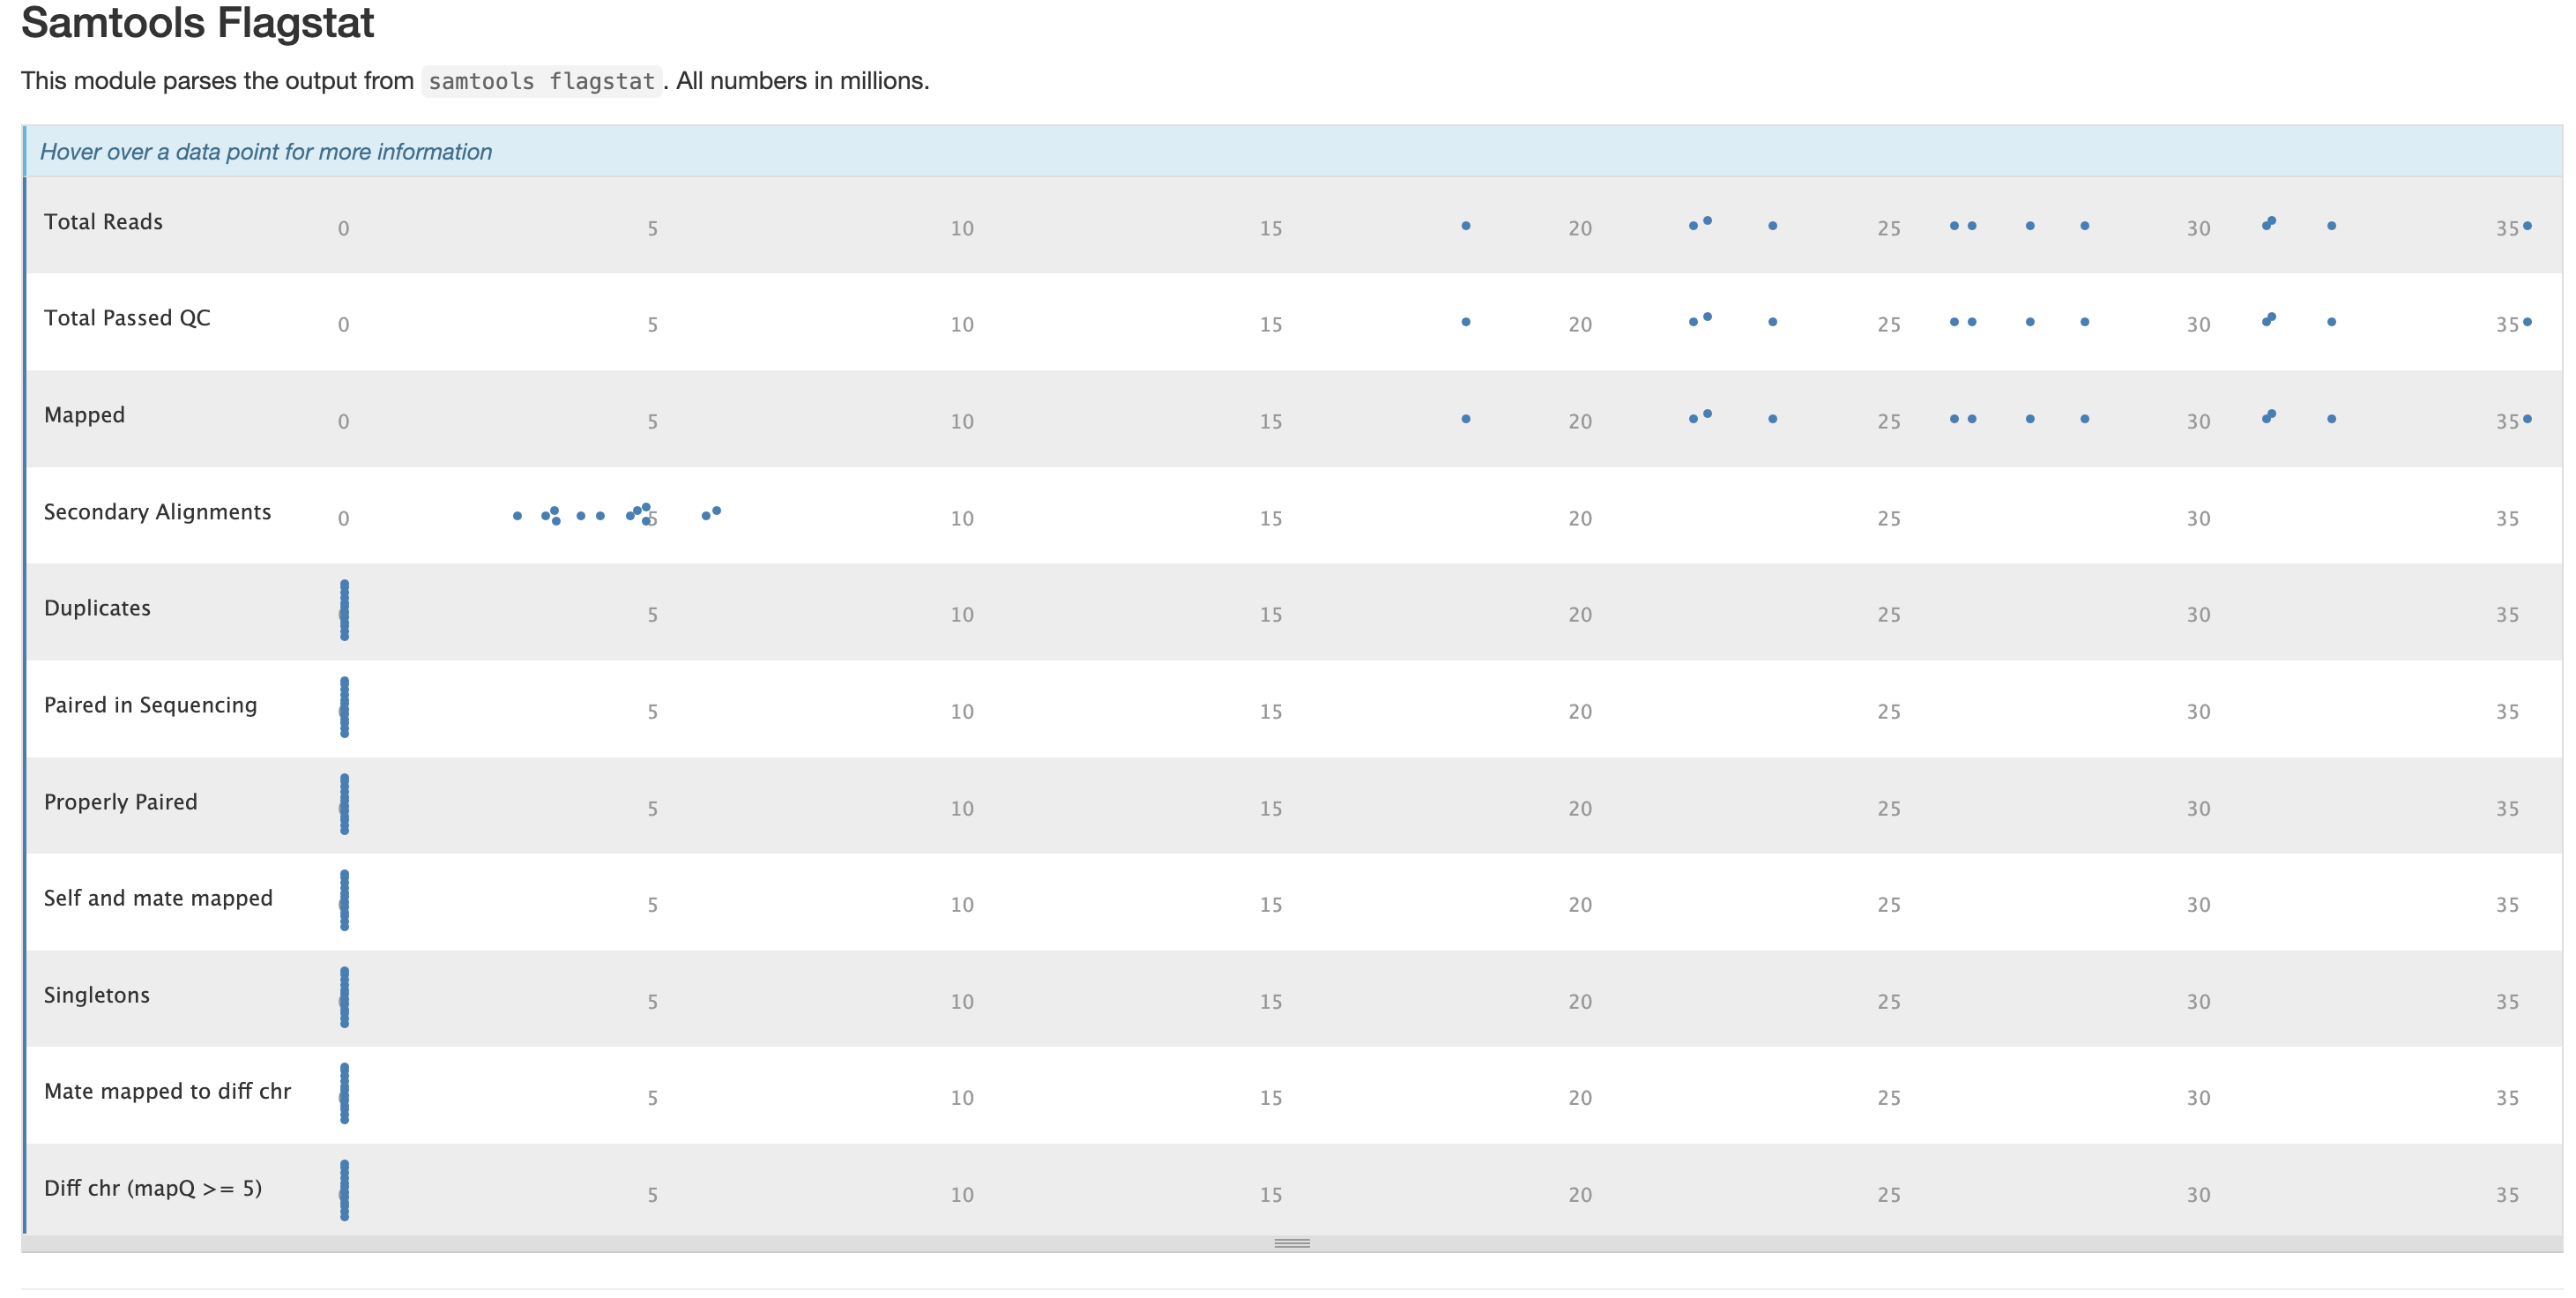 Samtools Flagstat
This module parses the output from samtools flagstat. All numbers in millions.
Hover over a data point for more information
Total Reads 0 5 10 15 20 25 30 35
Total Passed QC 0 5 10 15 20 25 30 35
Mapped 0 5 10 15 20 25 30 35
Secondary Alignments 0 5 10 15 20 25 30 35
Duplicates 5 10 15 20 25 30 35
Paired in Sequencing 5 10 15 20 25 30 35
Properly Paired 5 10 15 20 25 30 35
Self and mate mapped 5 10 15 20 25 30 35
Singletons 5 10 15 20 25 30 35
Mate mapped to diff chr 5 10 15 20 25 30 35
Diff chr (mapQ >= 5) 5 10 15 20 25 30 35